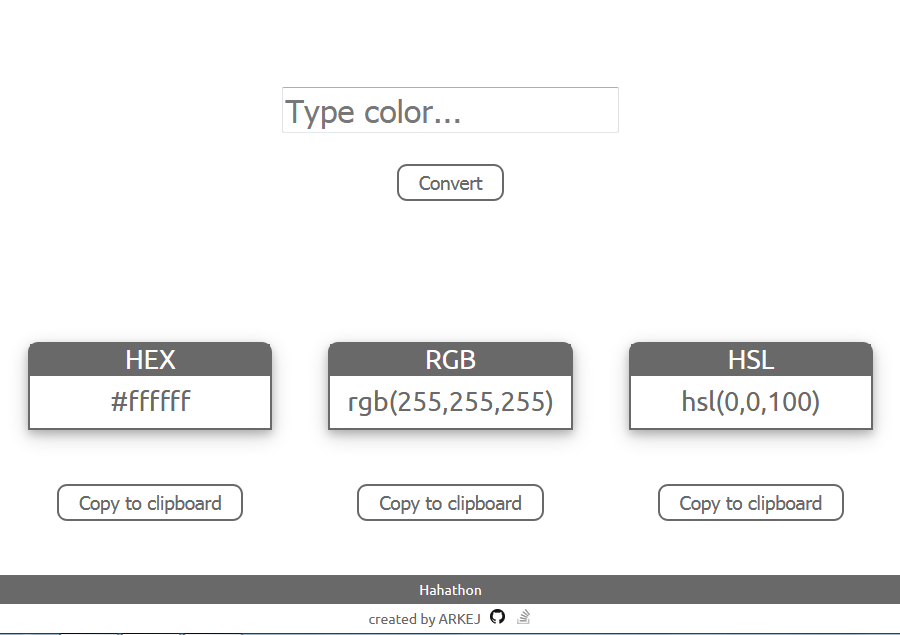 Type color...
Convert
HEX
#ffffff
Copy to clipboard
RGB
rgb(255,255,255)
Copy to clipboard
HSL
hsl(0,0,100)
Copy to clipboard
Hahathon
created by ARKEJ